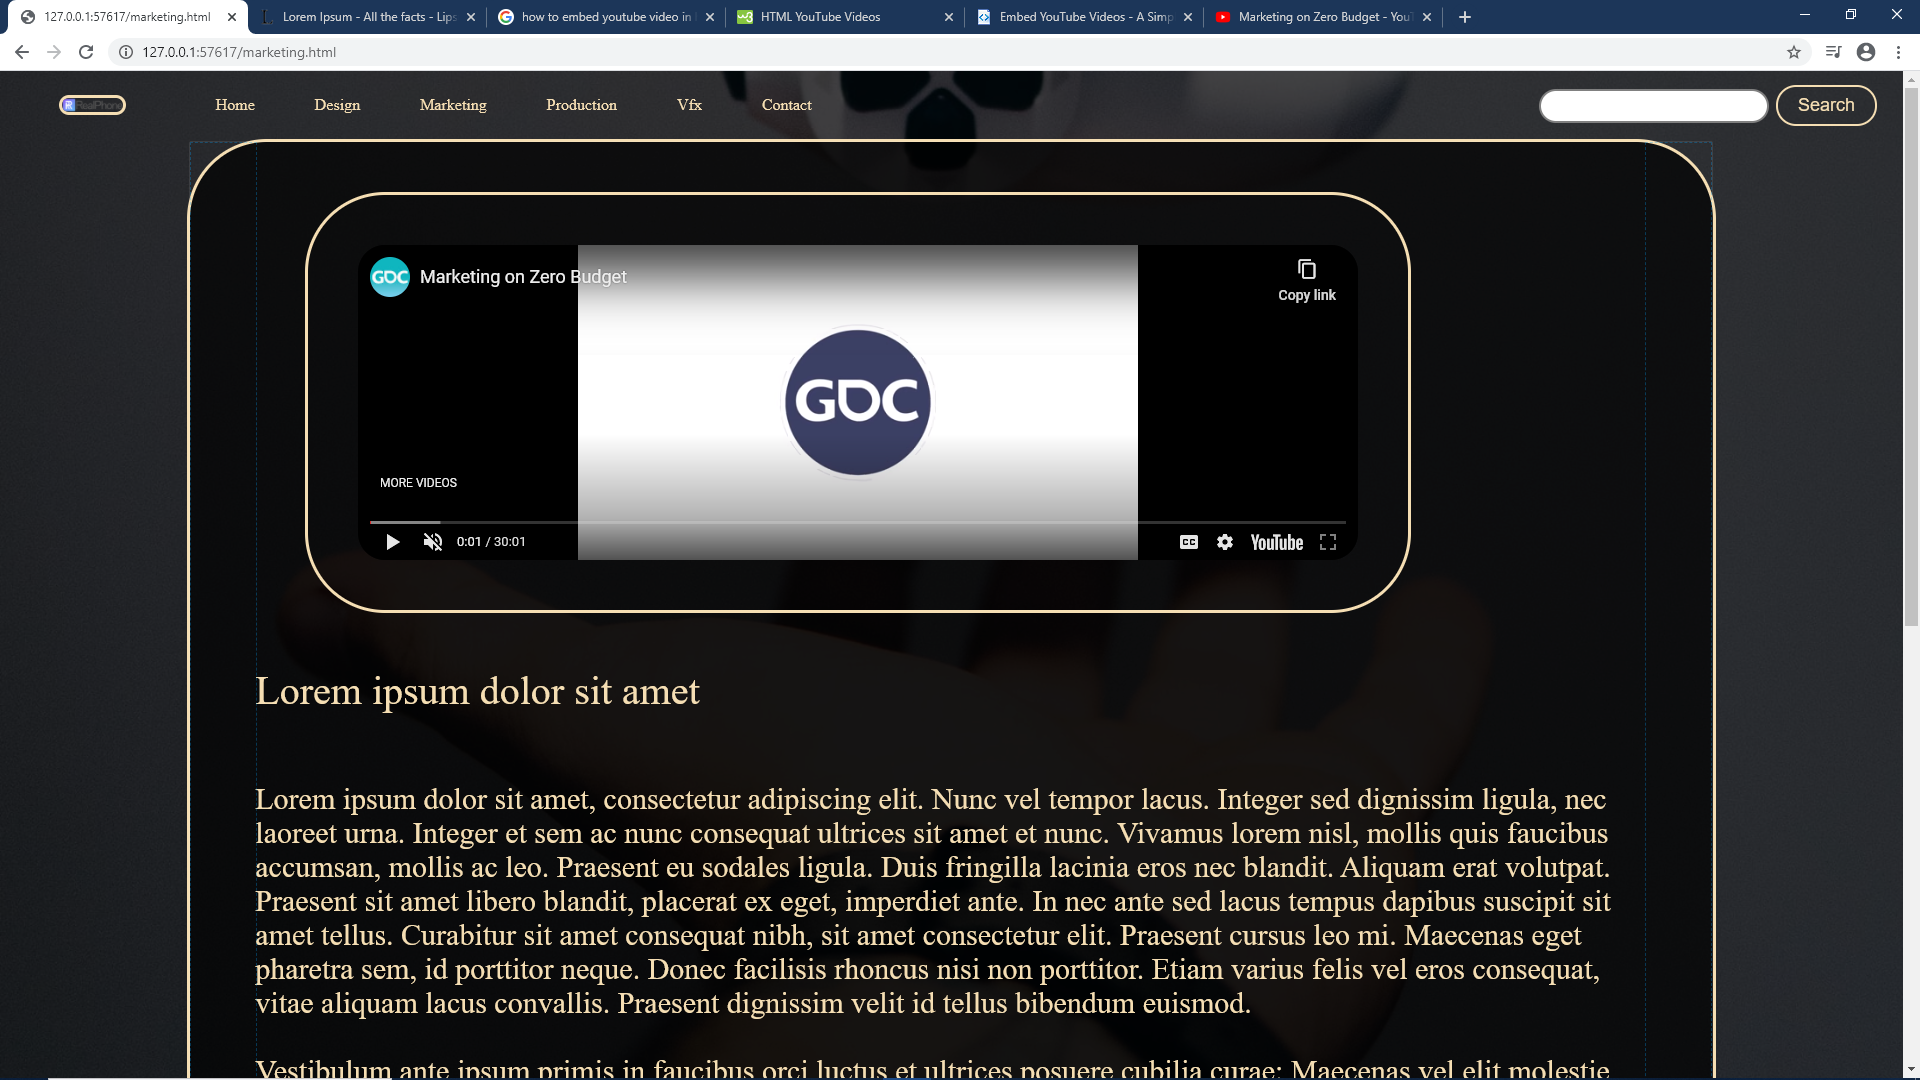 127.0.0.1:57617/marketing.html
Lorem Ipsum - All the facts - Lips
how to embed youtube video in
HTML YouTube Videos
Embed YouTube Videos - A Simp
Marketing on Zero Budget - You
127.0.0.1:57617/marketing.html
RealPhone
Home
Design
Marketing
Production
Vfx
Contact
Search
GDC
Marketing on Zero Budget
Copy link
GDC
MORE VIDEOS
0:01 / 30:01
CC
YouTube
Lorem ipsum dolor sit amet
Lorem ipsum dolor sit amet, consectetur adipiscing elit. Nunc vel tempor lacus. Integer sed dignissim ligula, nec
laoreet urna. Integer et sem ac nunc consequat ultrices sit amet et nunc. Vivamus lorem nisl, mollis quis faucibus
accumsan, mollis ac leo. Praesent eu sodales ligula. Duis fringilla lacinia eros nec blandit. Aliquam erat volutpat.
Praesent sit amet libero blandit, placerat ex eget, imperdiet ante. In nec ante sed lacus tempus dapibus suscipit sit
amet tellus. Curabitur sit amet consequat nibh, sit amet consectetur elit. Praesent cursus leo mi. Maecenas eget
pharetra sem, id porttitor neque. Donec facilisis rhoncus nisi non porttitor. Etiam varius felis vel eros consequat,
vitae aliquam lacus convallis. Praesent dignissim velit id tellus bibendum euismod.
Vestibulum ante ipsum primis in faucibus orci luctus et ultrices posuere cubilia curae; Maecenas vel elit molestie